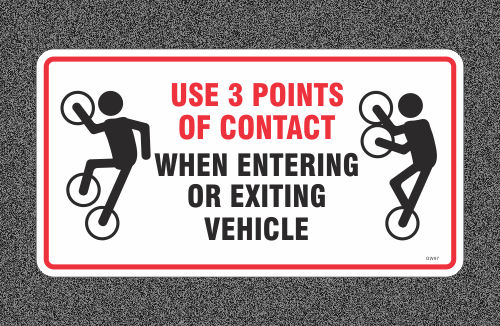 USE 3 POINTS
OF CONTACT
WHEN ENTERING
OR EXITING
VEHICLE